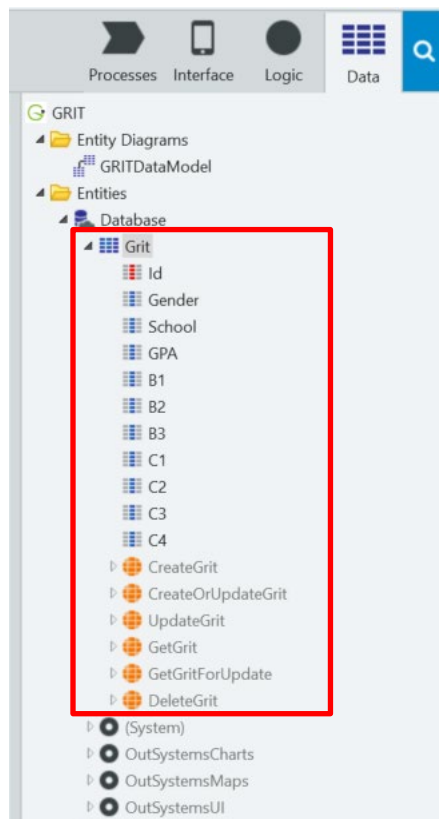 Processes Interface Logic Data
GRIT
Entity Diagrams
GRITDataModel
Entities
Database
Grit
Id
Gender
School
GPA
B1
B2
B3
C1
C2
C3
C4
CreateGrit
CreateOrUpdateGrit
UpdateGrit
GetGrit
GetGritForUpdate
DeleteGrit
(System)
OutSystemsCharts
OutSystemsMaps
OutSystemsUI